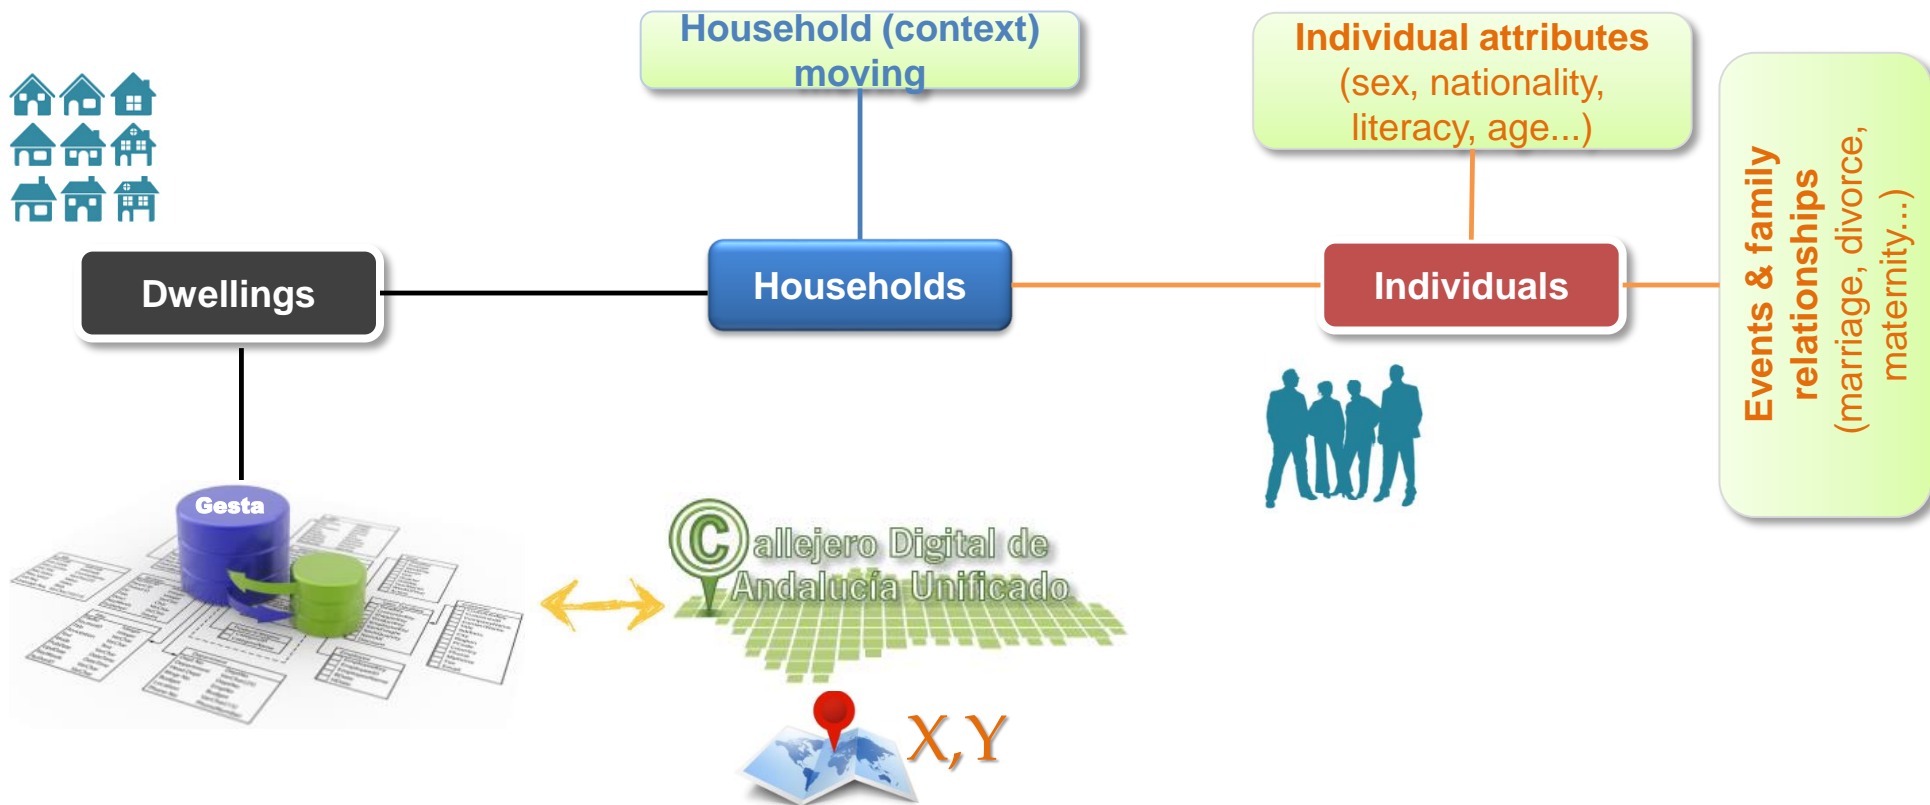 Household (context)
moving
Individual attributes
(sex, nationality,
literacy, age...)
Events & family
relationships
(marriage, divorce,
maternity...)
Dwellings
Households
Individuals
Gesta
Callejero Digital de
Andalucía Unificado
X, Y